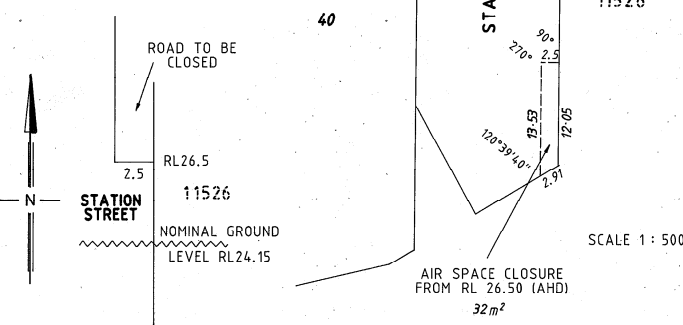 40
STA
11526
ROAD TO BE
CLOSED
90°
270° 2.5
13·53
12·05
120°39'40"
2.91
2.5
RL26.5
N
STATION
STREET
11526
NOMINAL GROUND
LEVEL RL24.15
SCALE 1 : 500
AIR SPACE CLOSURE
FROM RL 26.50 (AHD)
32m²